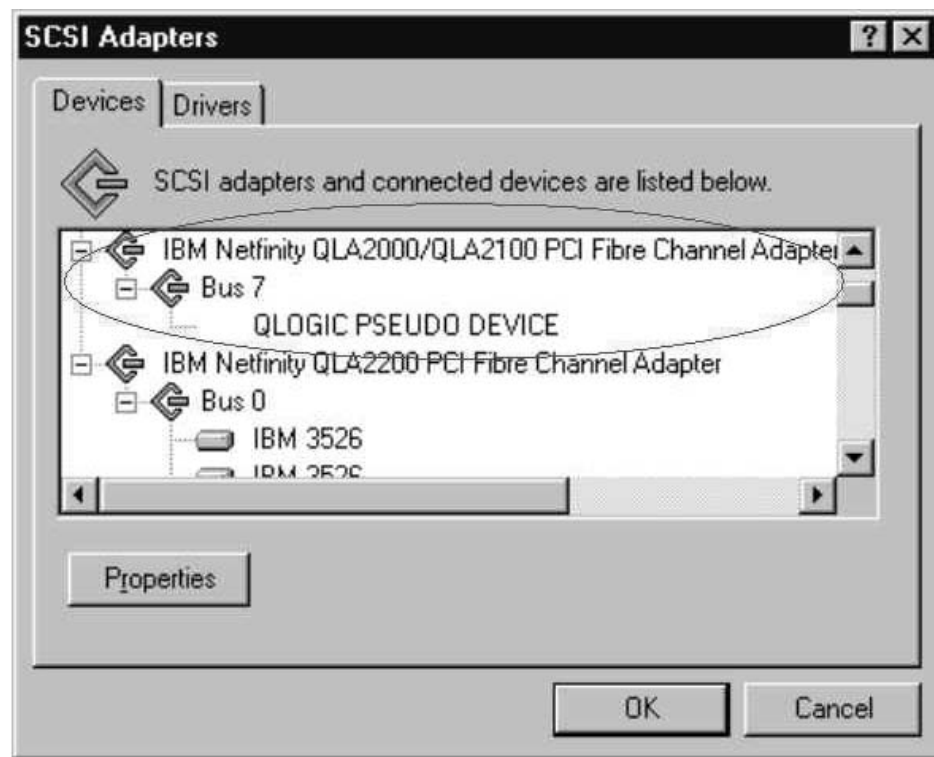 SCSI Adapters
Devices Drivers
SCSI adapters and connected devices are listed below.
IBM Netfinity QLA2000/QLA2100 PCI Fibre Channel Adapter
Bus 7
QLOGIC PSEUDO DEVICE
IBM Netfinity QLA2200 PCI Fibre Channel Adapter
Bus 0
IBM 3526
IBM 3526
Properties
OK Cancel